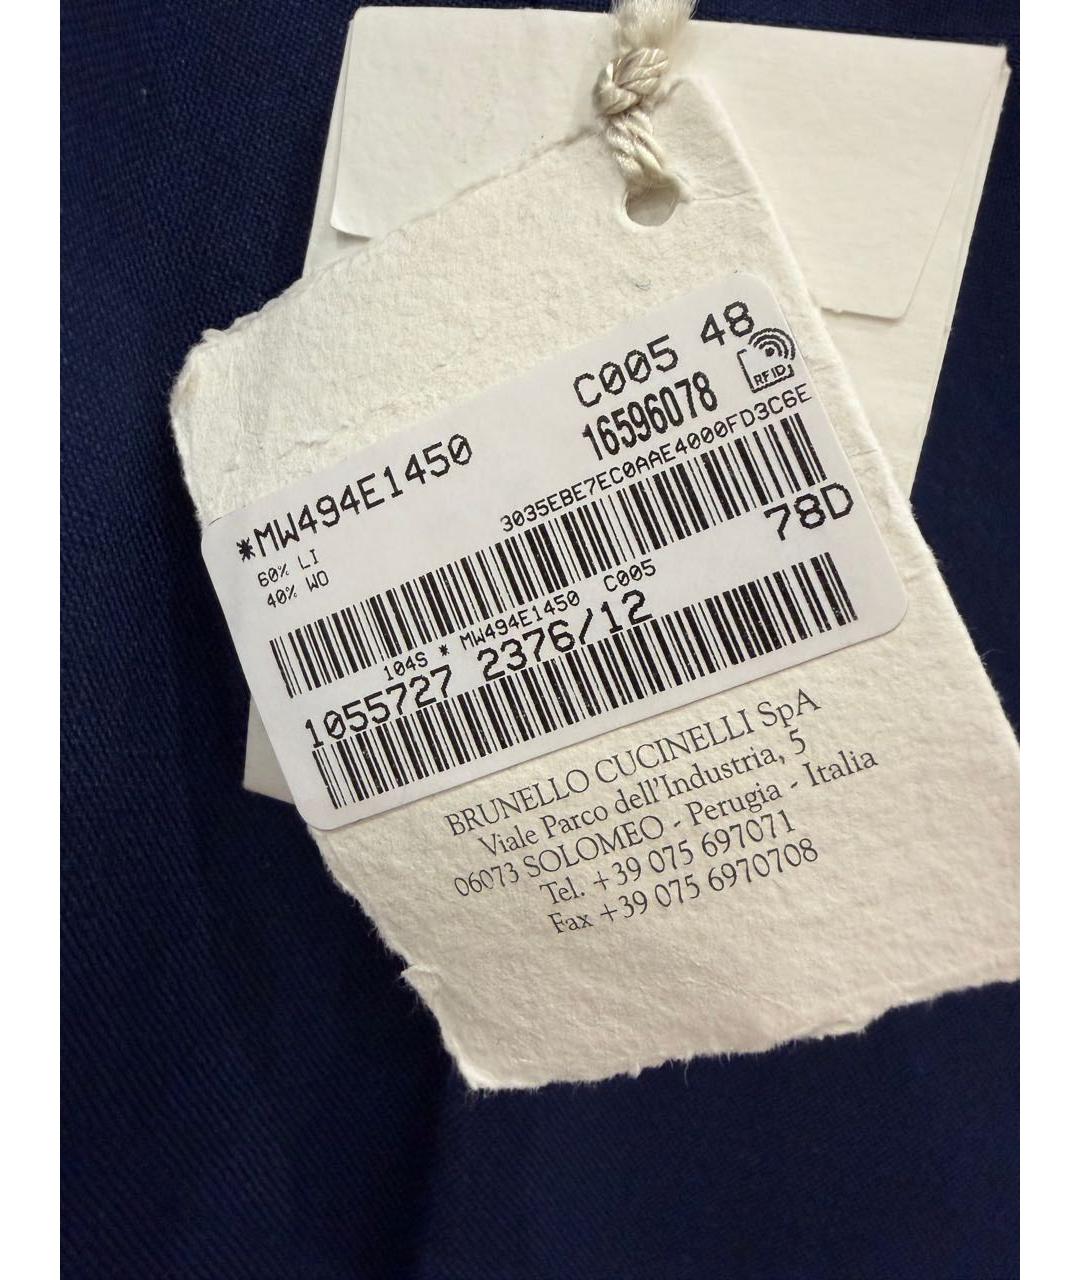 C005 48
RFID
16596078
*MW494E1450
3035EBE7EC0AAE4000FD3C6E
60% LI
40% WO
78D
104S * MW494E1450 C005
1055727 2376/12
BRUNELLO CUCINELLI SpA
Viale Parco dell'Industria, 5
06073 SOLOMEO - Perugia - Italia
Tel. +39 075 697071
Fax +39 075 6970708